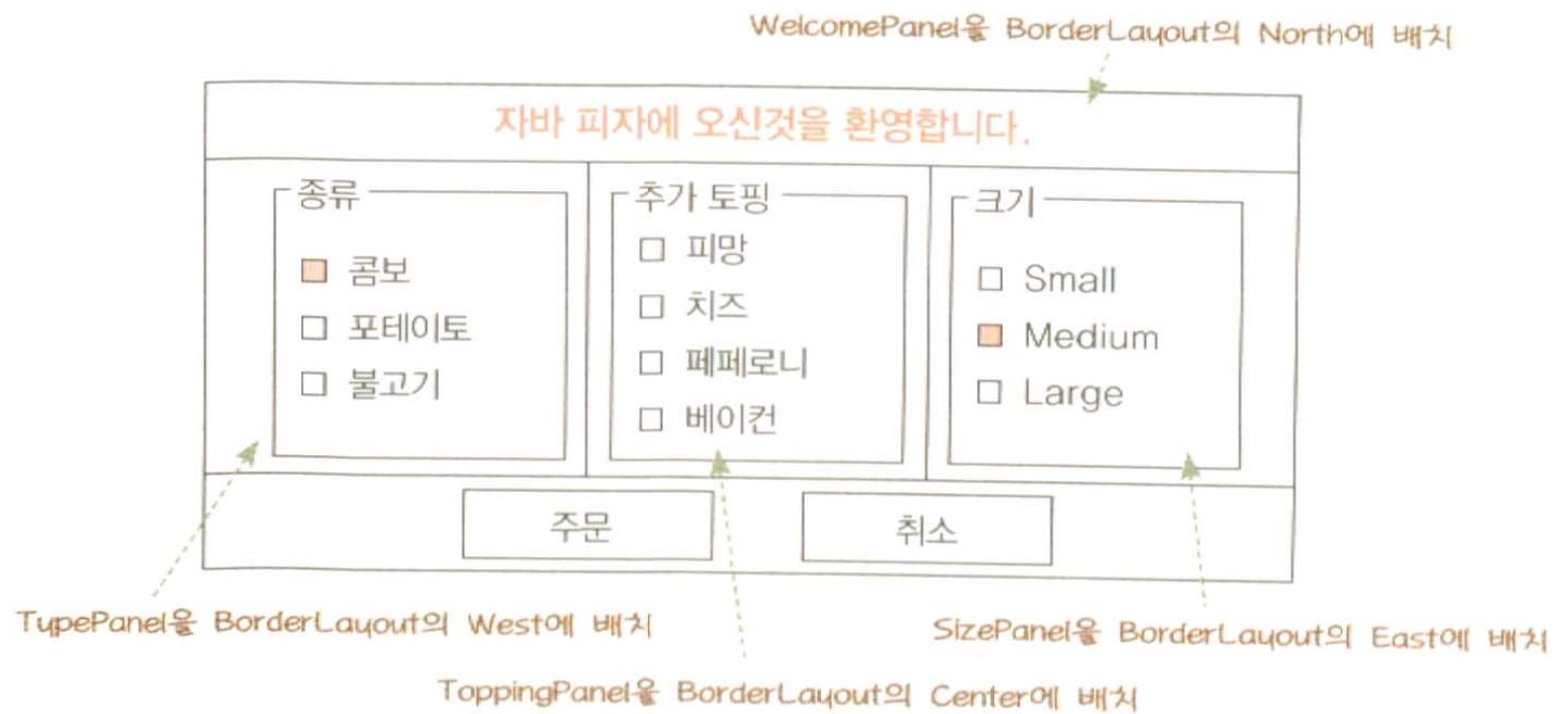 WelcomePanel을 BorderLayout의 North에 배치
자바 피자에 오신것을 환영합니다.
종류
콤보
포테이토
불고기
추가 토핑
피망
치즈
페페로니
베이컨
크기
Small
Medium
Large
주문
취소
TypePanel을 BorderLayout의 West에 배치
SizePanel을 BorderLayout의 East에 배치
ToppingPanel을 BorderLayout의 Center에 배치